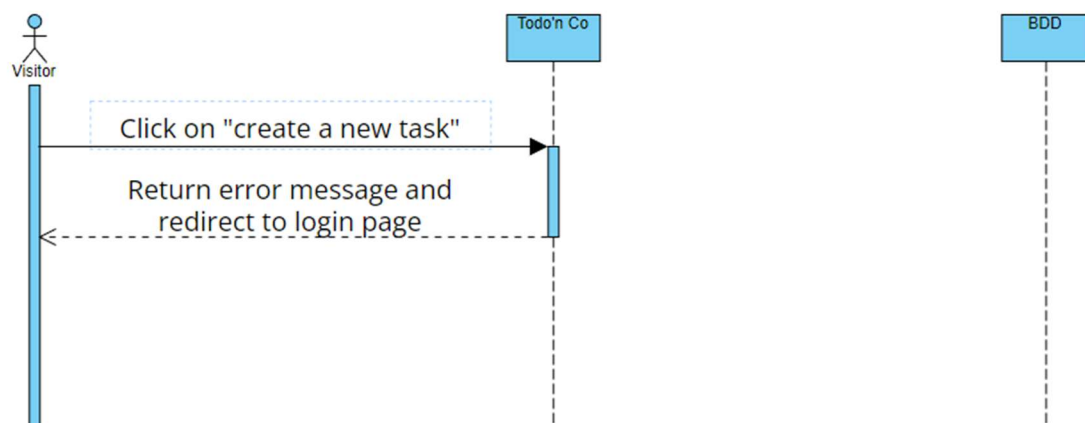 Todo'n Co
BDD
Visitor
Click on "create a new task"
Return error message and
redirect to login page